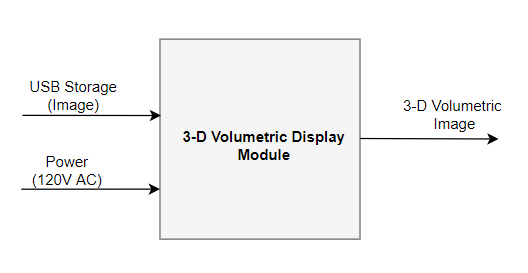 USB Storage
(Image)
Power
(120V AC)
3-D Volumetric Display
Module
3-D Volumetric
Image